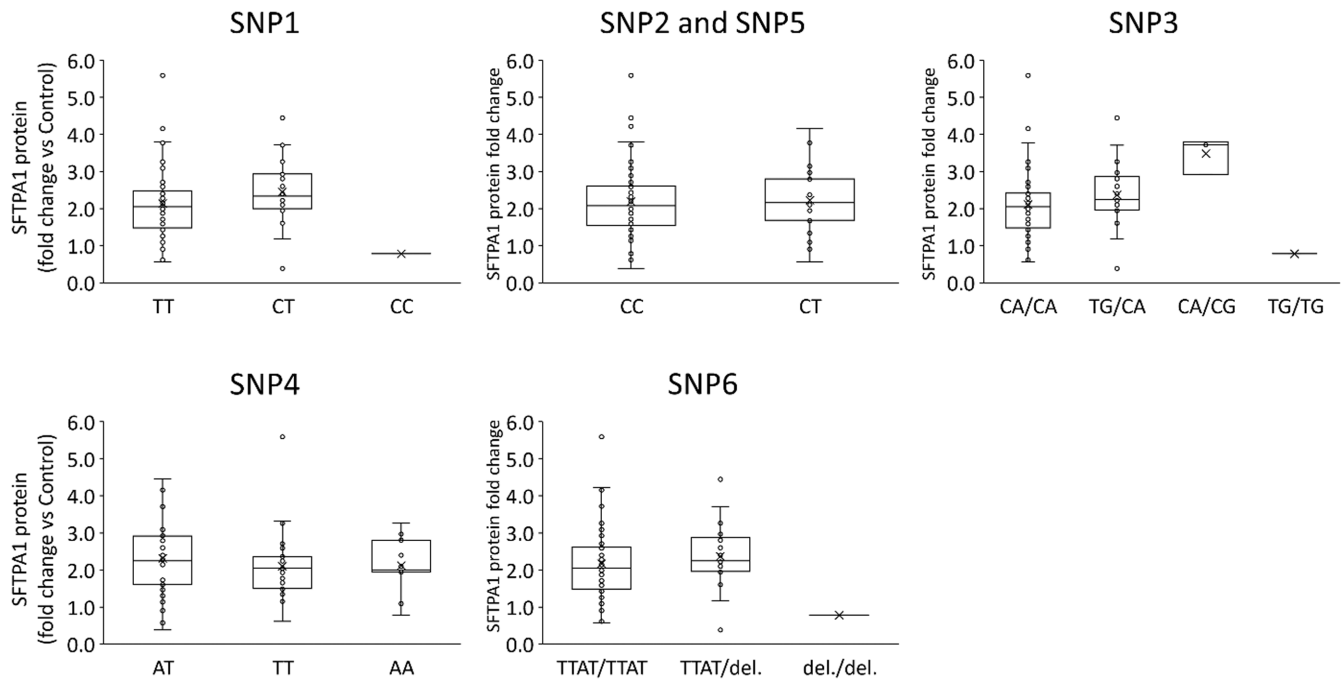 SNP1
SFTPA1 protein
(fold change vs Control)
6.0
5.0
4.0
3.0
2.0
1.0
0.0
TT CT CC
SNP2 and SNP5
SFTPA1 protein fold change
6.0
5.0
4.0
3.0
2.0
1.0
0.0
CC CT
SNP3
SFTPA1 protein fold change
6.0
5.0
4.0
3.0
2.0
1.0
0.0
CA/CA TG/CA CA/CG TG/TG
SNP4
SFTPA1 protein
(fold change vs Control)
6.0
5.0
4.0
3.0
2.0
1.0
0.0
AT TT AA
SNP6
SFTPA1 protein fold change
6.0
5.0
4.0
3.0
2.0
1.0
0.0
TTAT/TTAT TTAT/del. del./del.